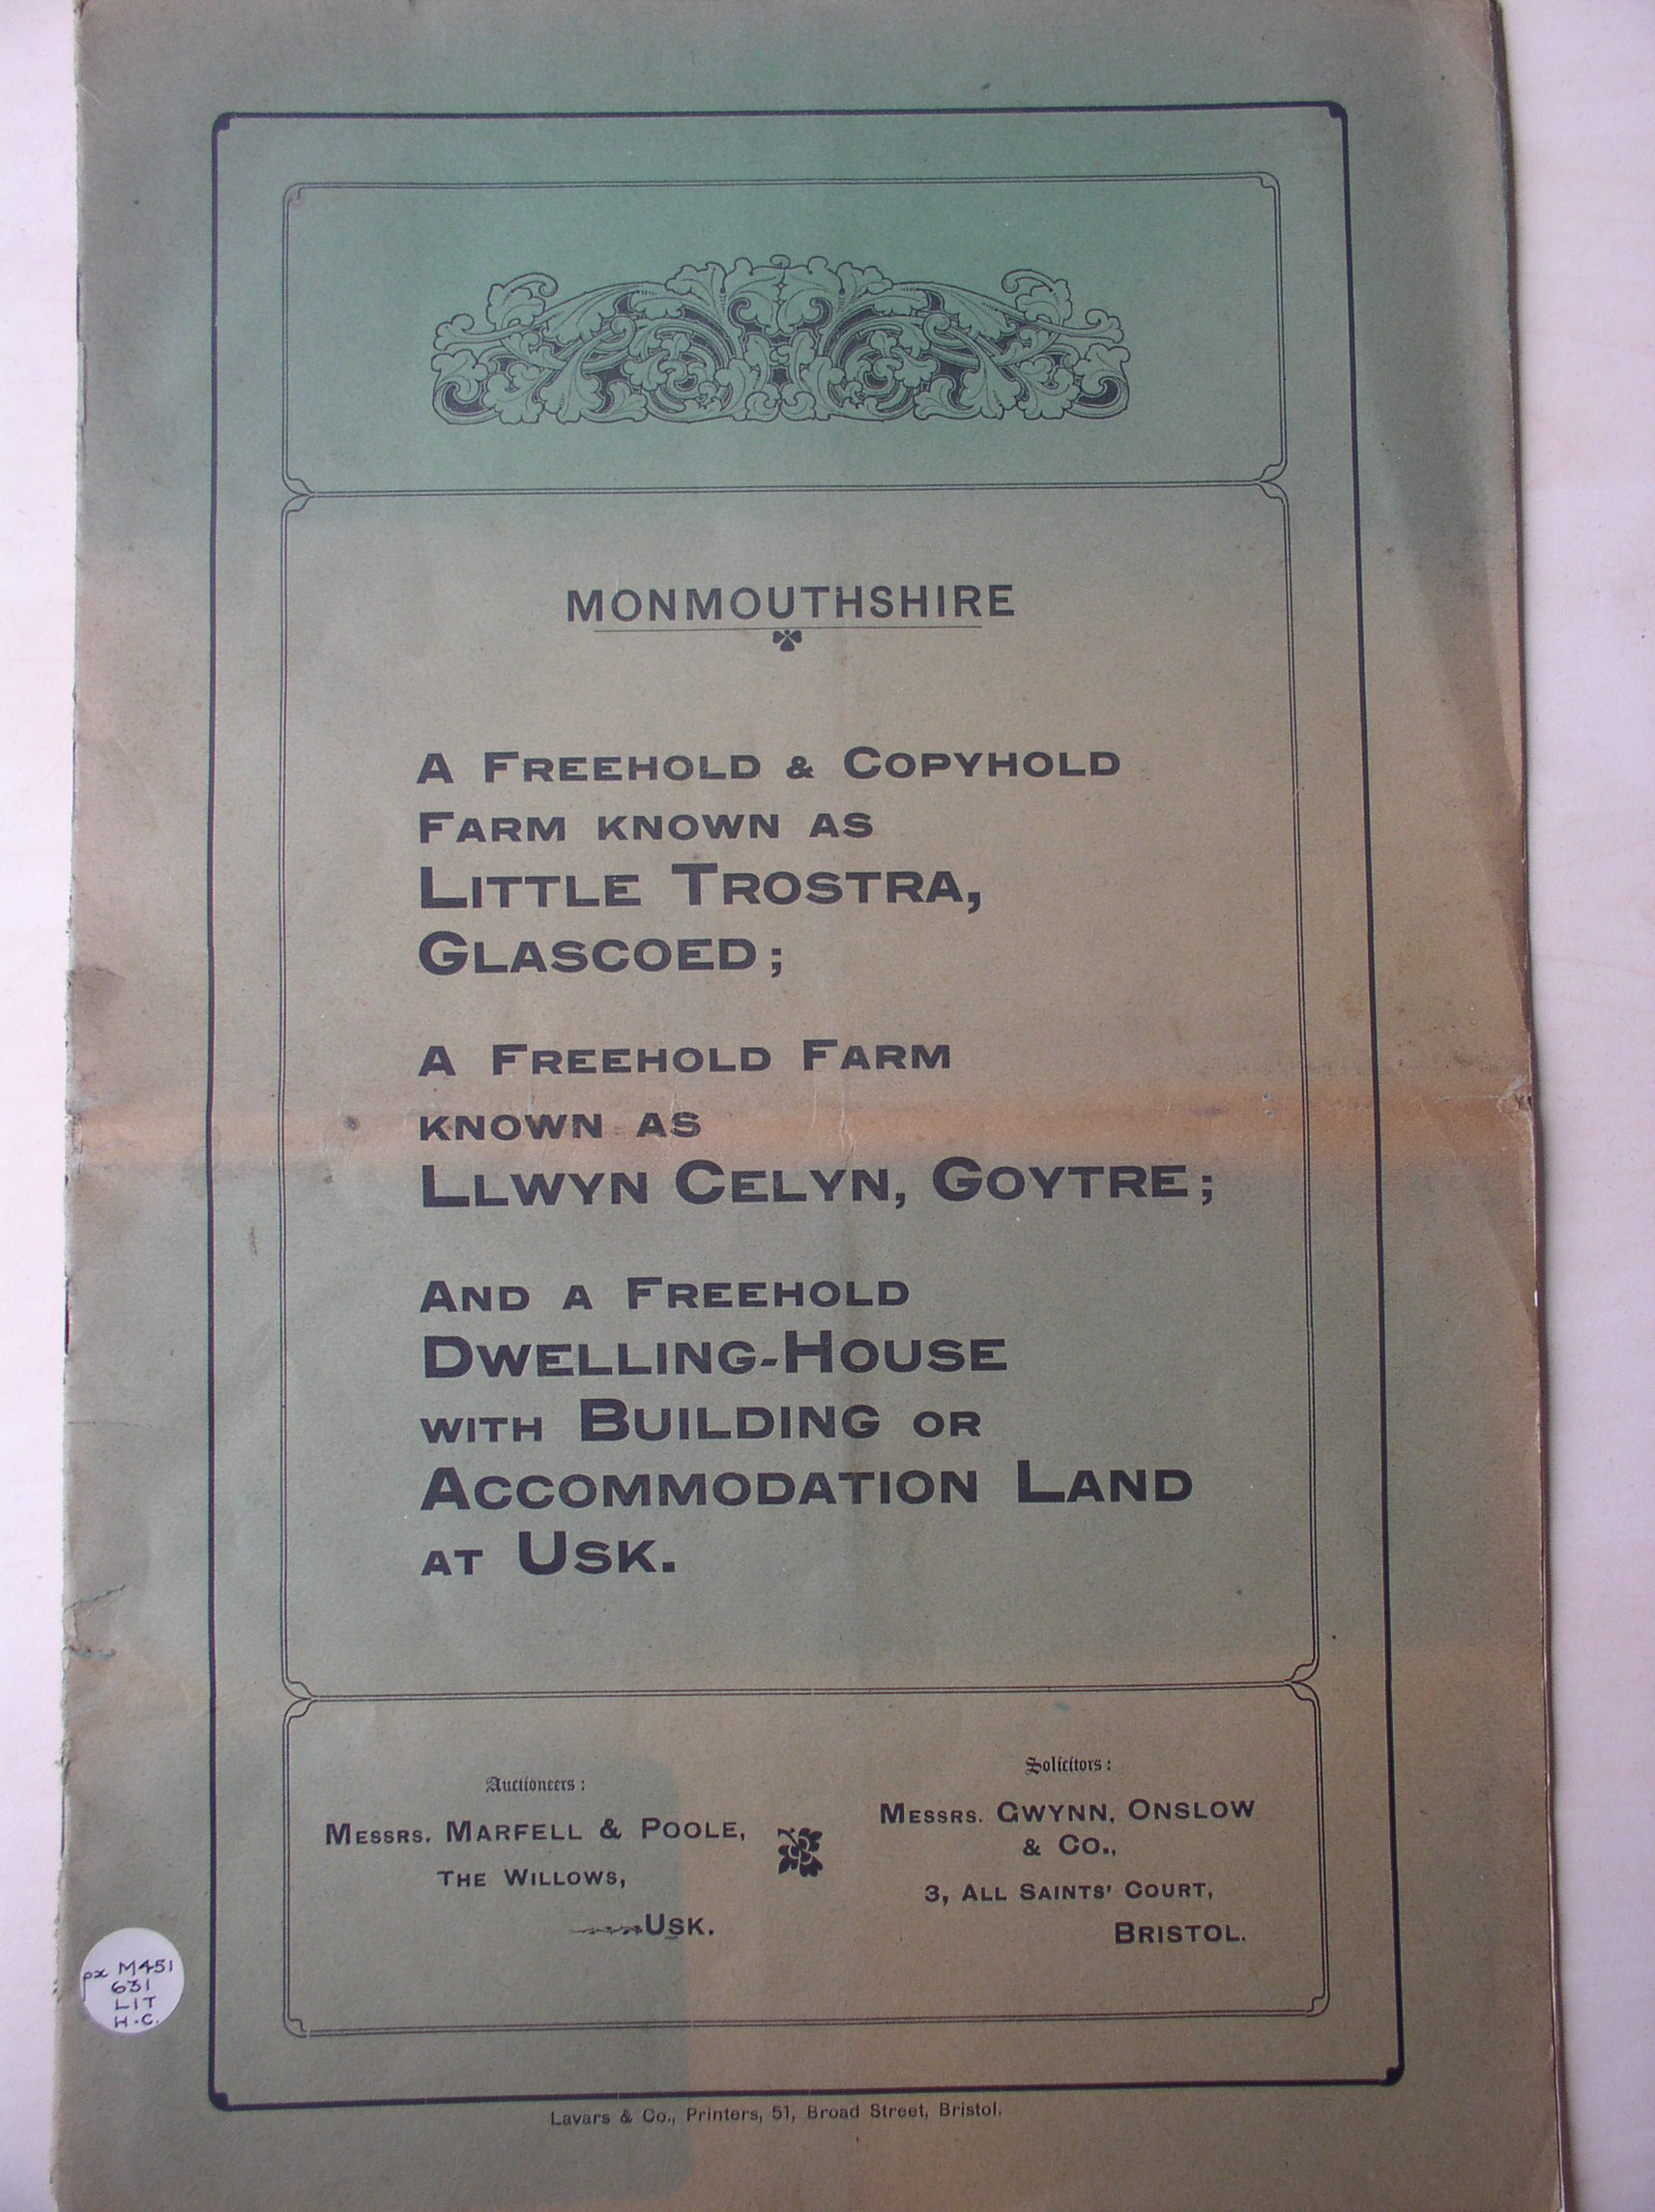 MONMOUTHSHIRE
A FREEHOLD & COPYHOLD
FARM KNOWN AS
LITTLE TROSTRA,
GLASCOED;
A FREEHOLD FARM
KNOWN AS
LLWYN CELYN, GOYTRE;
AND A FREEHOLD
DWELLING-HOUSE
WITH BUILDING OR
ACCOMMODATION LAND
AT USK.
Auctioneers:
MESSRS. MARFELL & POOLE,
THE WILLOWS,
USK.
Solicitors:
MESSRS. GWYNN, ONSLOW
& CO.,
3, ALL SAINTS' COURT,
BRISTOL.
px M451
631
LIT
H.C.
Lavars & Co., Printers, 51, Broad Street, Bristol.